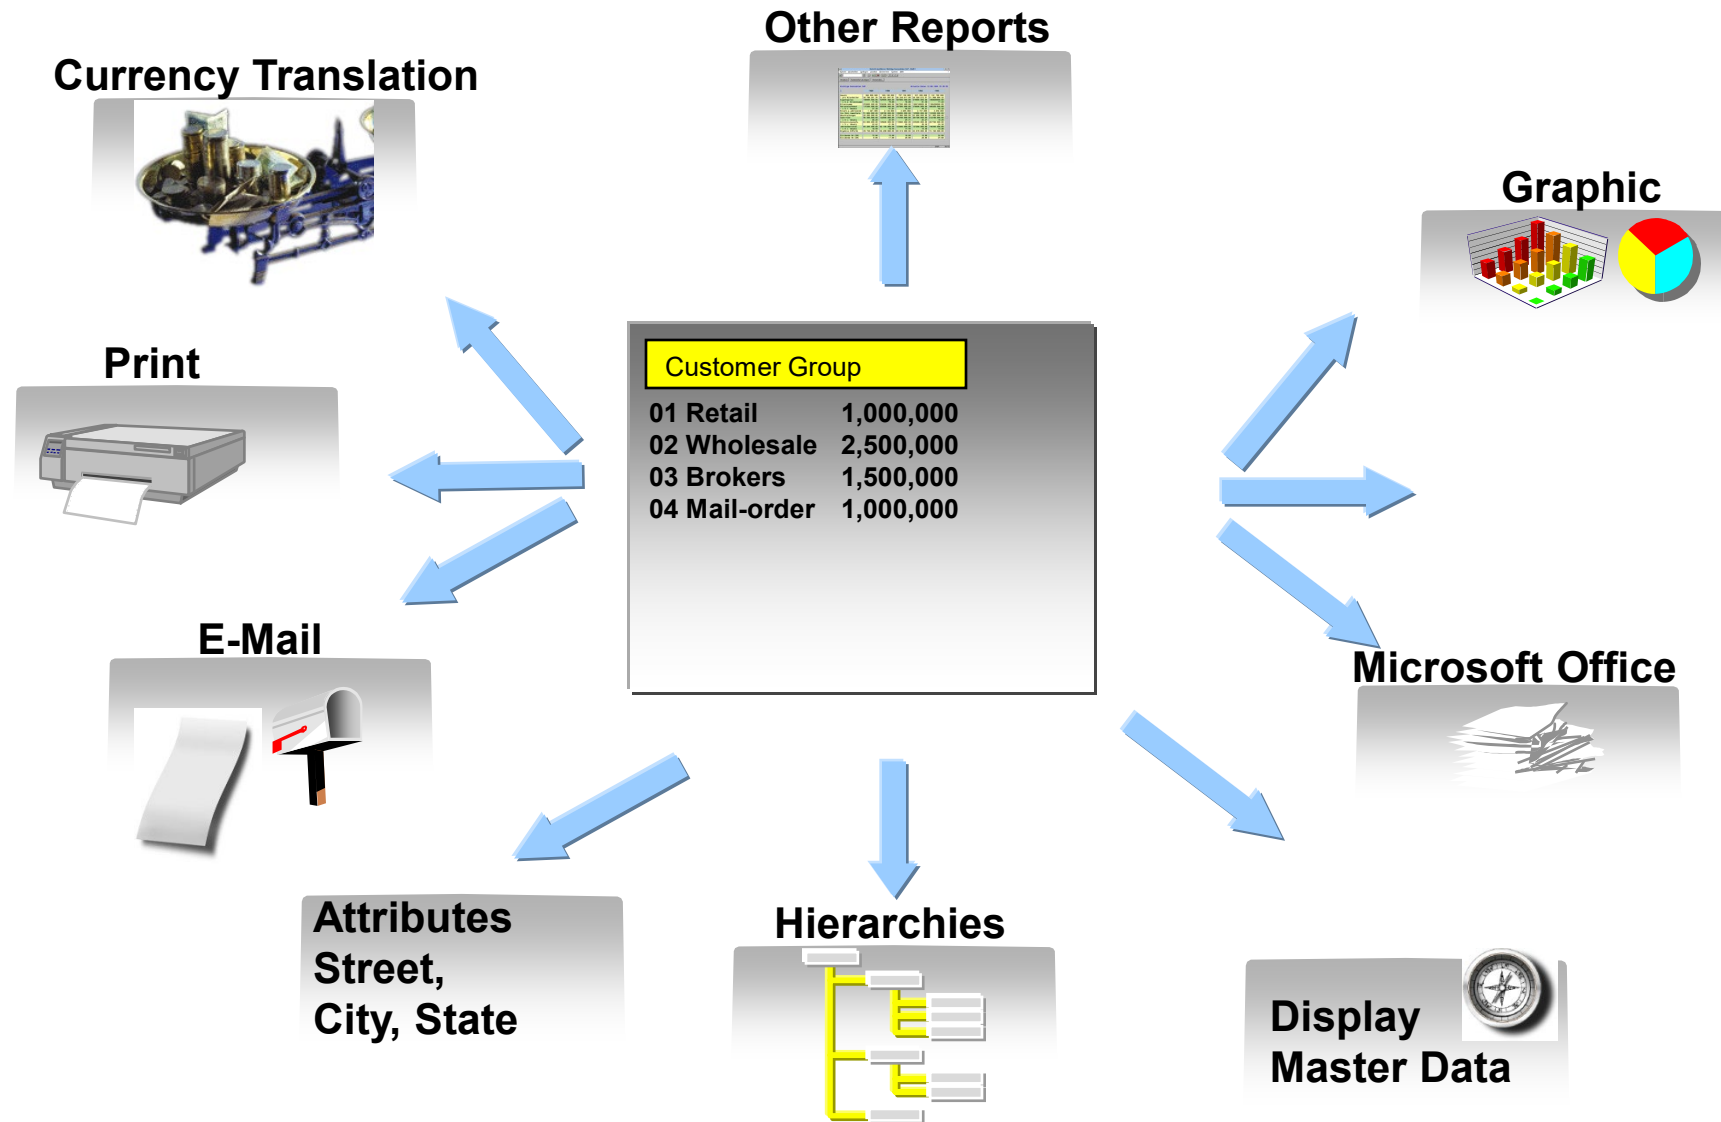 Other Reports
Currency Translation
Graphic
Print
Customer Group
01 Retail 1,000,000
02 Wholesale 2,500,000
03 Brokers 1,500,000
04 Mail-order 1,000,000
E-Mail
Microsoft Office
Attributes
Street,
City, State
Hierarchies
Display
Master Data